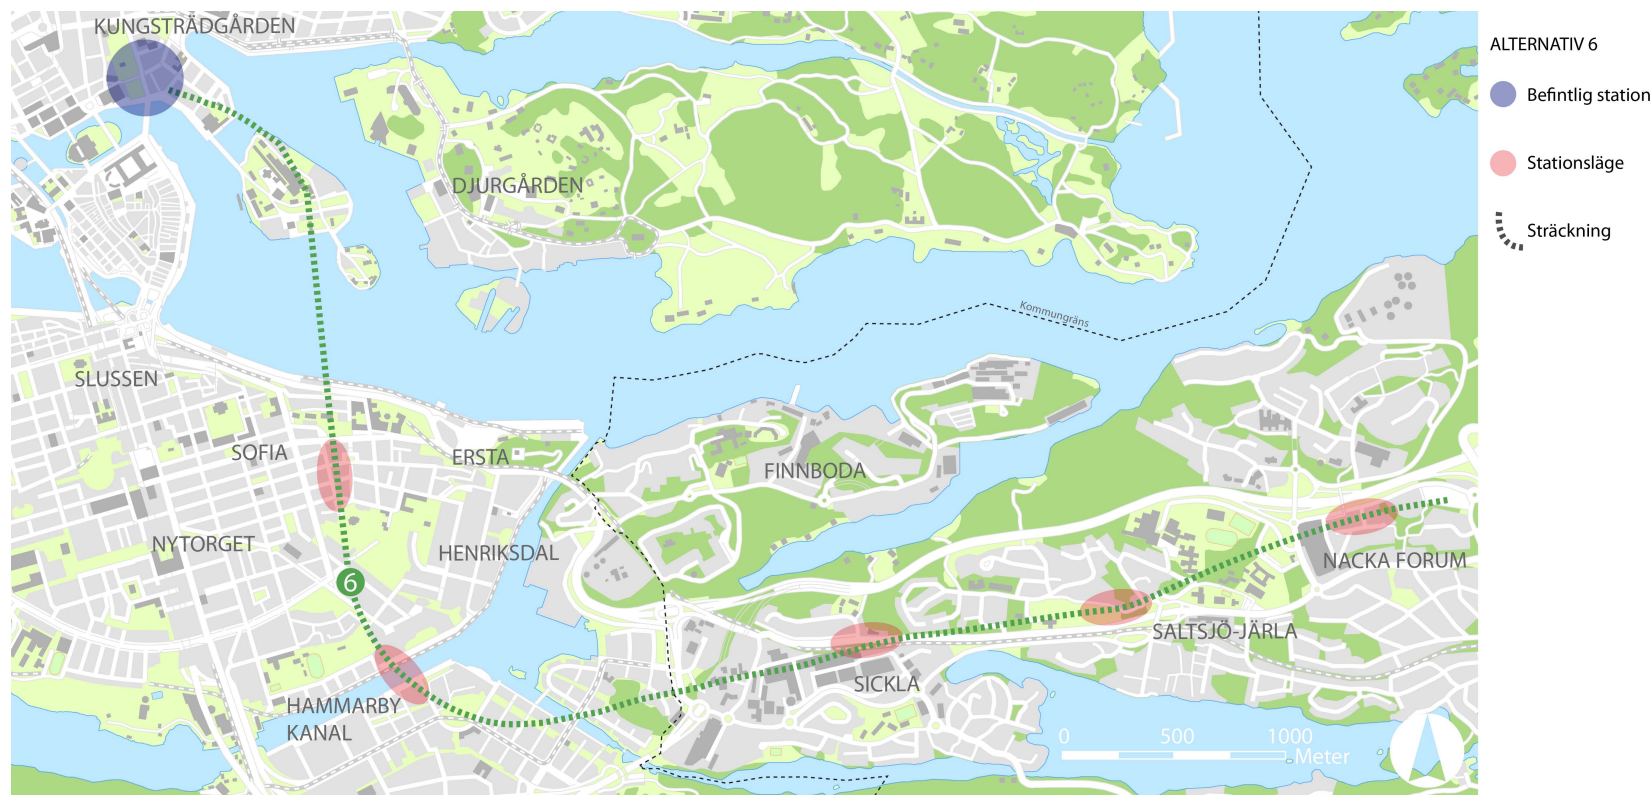 KUNGSTRÄDGÅRDEN
ALTERNATIV 6
Befintlig station
Stationsläge
DJURGÅRDEN
Sträckning
Kommungräns
SLUSSEN
SOFIA
ERSTA
FINNBODA
NYTORGET
HENRIKSDAL
NACKA FORUM
6
SALTSJÖ-JÄRLA
SICKLA
HAMMARBY
KANAL
0 500 1000
Meter